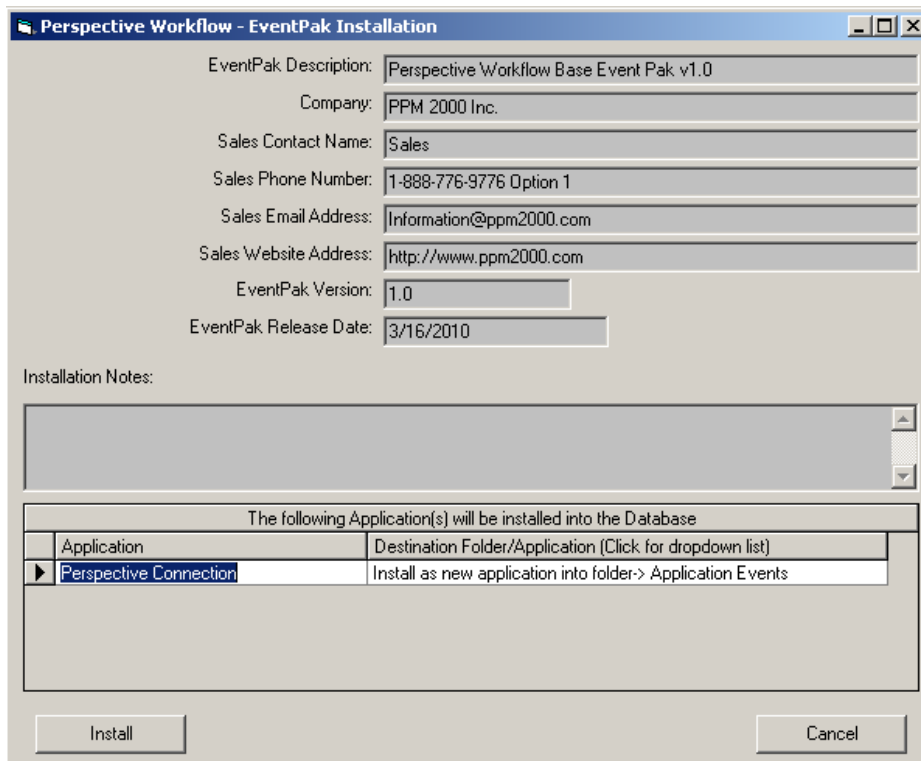 Perspective Workflow - EventPak Installation
EventPak Description: Perspective Workflow Base Event Pak v1.0
Company: PPM 2000 Inc.
Sales Contact Name: Sales
Sales Phone Number: 1-888-776-9776 Option 1
Sales Email Address: Information@ppm2000.com
Sales Website Address: http://www.ppm2000.com
EventPak Version: 1.0
EventPak Release Date: 3/16/2010
Installation Notes:
The following Application(s) will be installed into the Database
Application Destination Folder/Application (Click for dropdown list)
Perspective Connection Install as new application into folder-> Application Events
Install Cancel